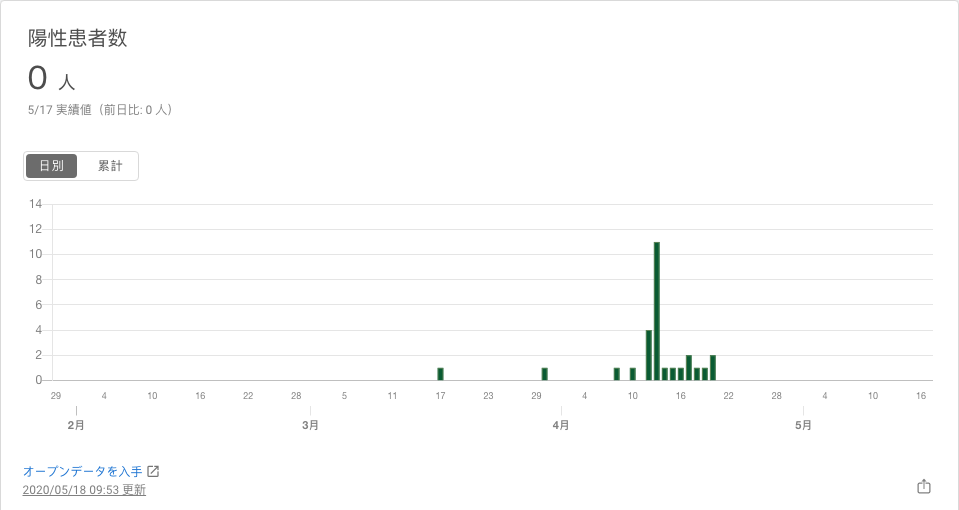 陽性患者数
0 人
5/17 実績値（前日比: 0 人）
日別 累計
14
12
10
8
6
4
2
0
29 4 10 16 22 28 5 11 17 23 29 4 10 16 22 28 4 10 16
2月 3月 4月 5月
オープンデータを入手
2020/05/18 09:53 更新